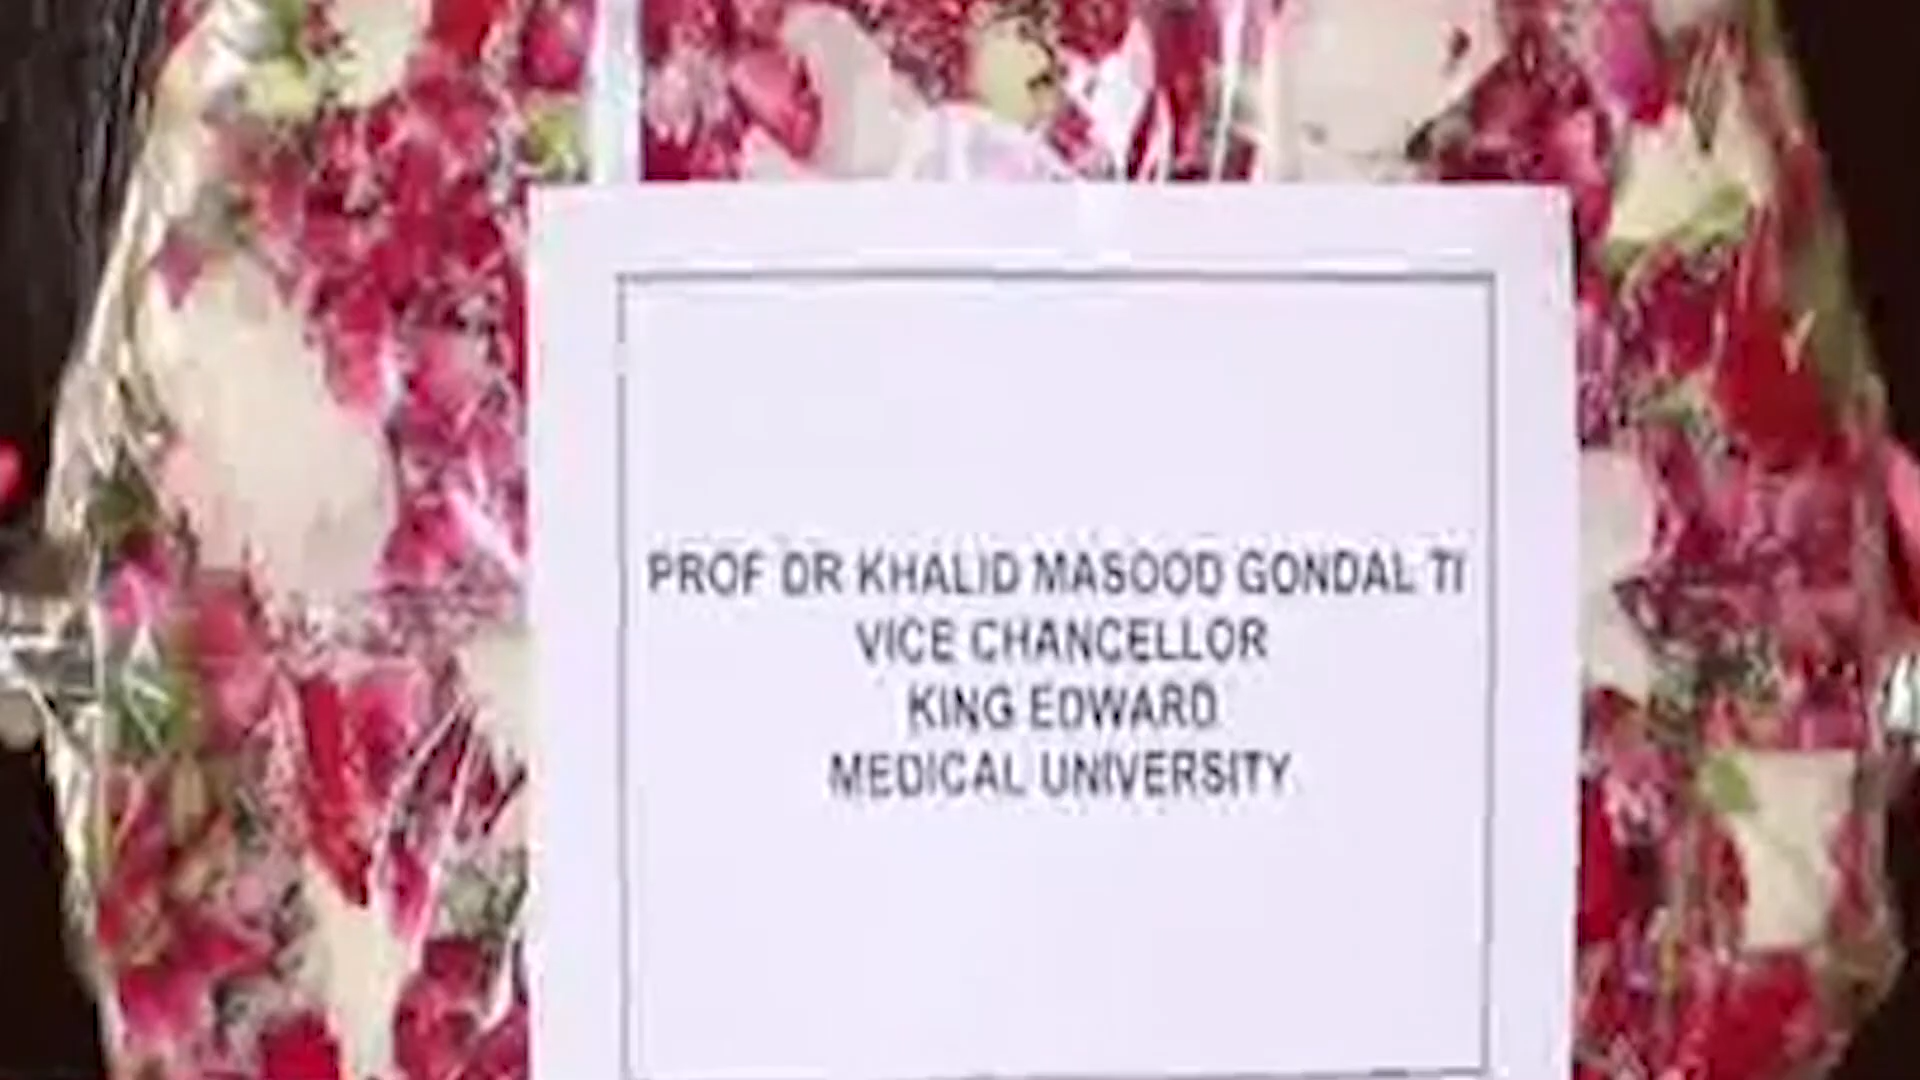 PROF DR KHALID MASOOD GONDAL TI
VICE CHANCELLOR
KING EDWARD
MEDICAL UNIVERSITY